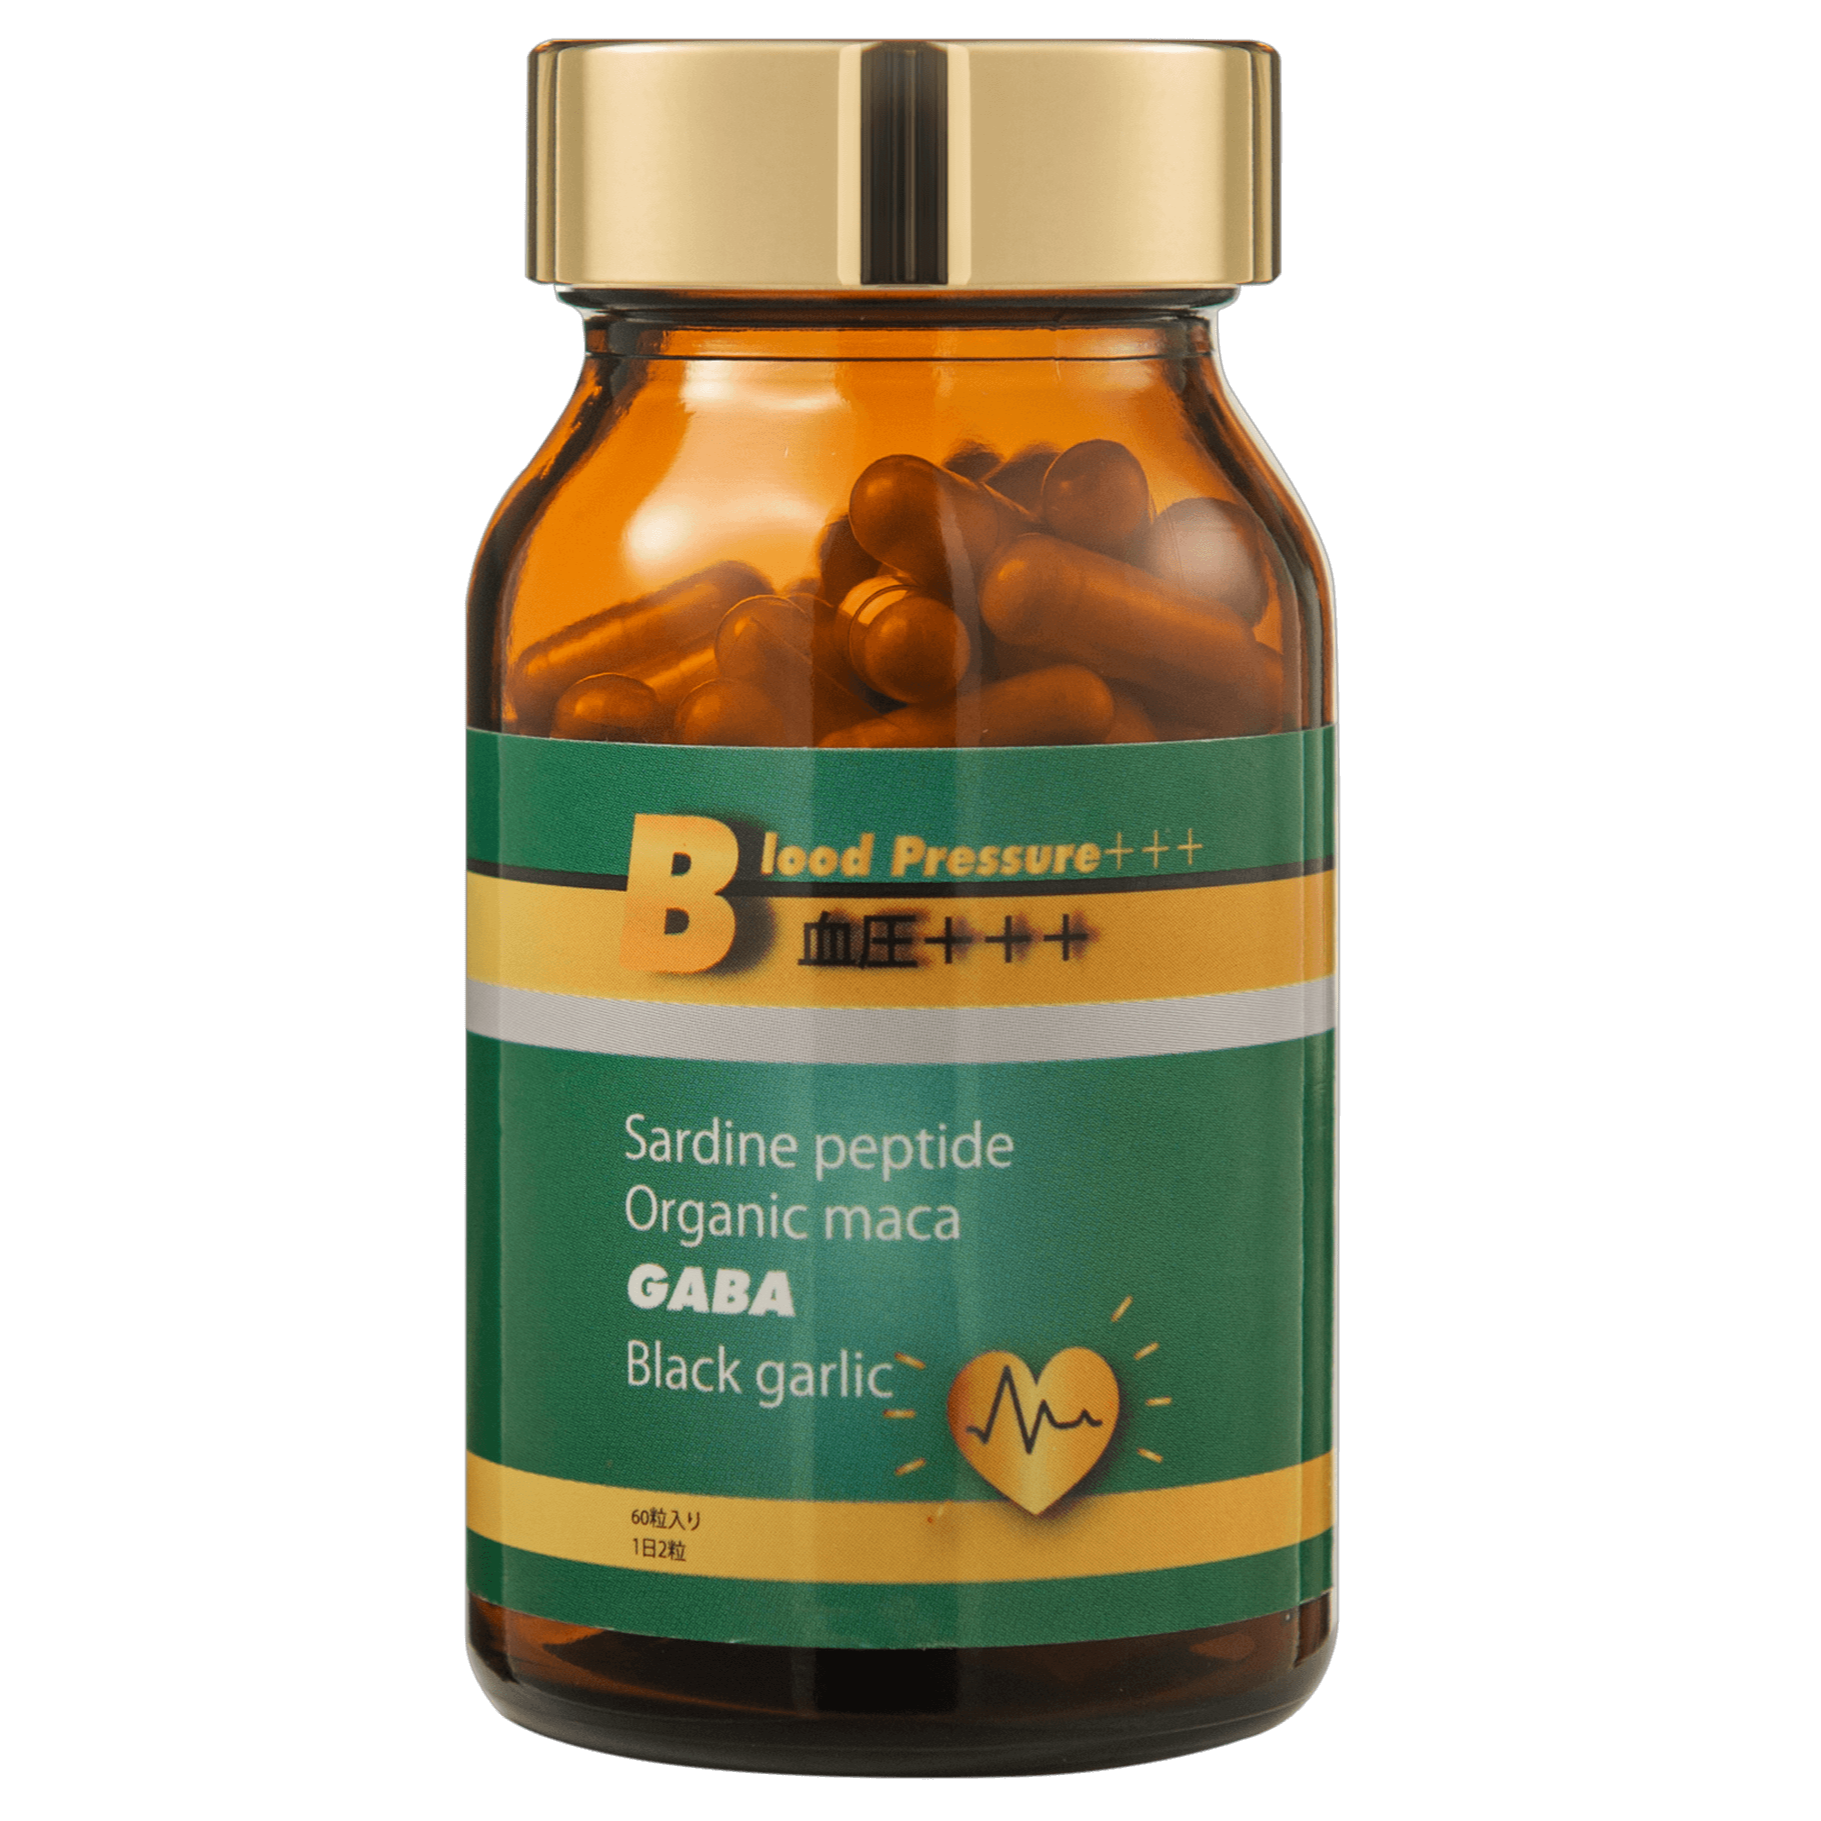 Blood Pressure+++
血圧+++
Sardine peptide
Organic maca
GABA
Black garlic
60粒入り
1日2粒